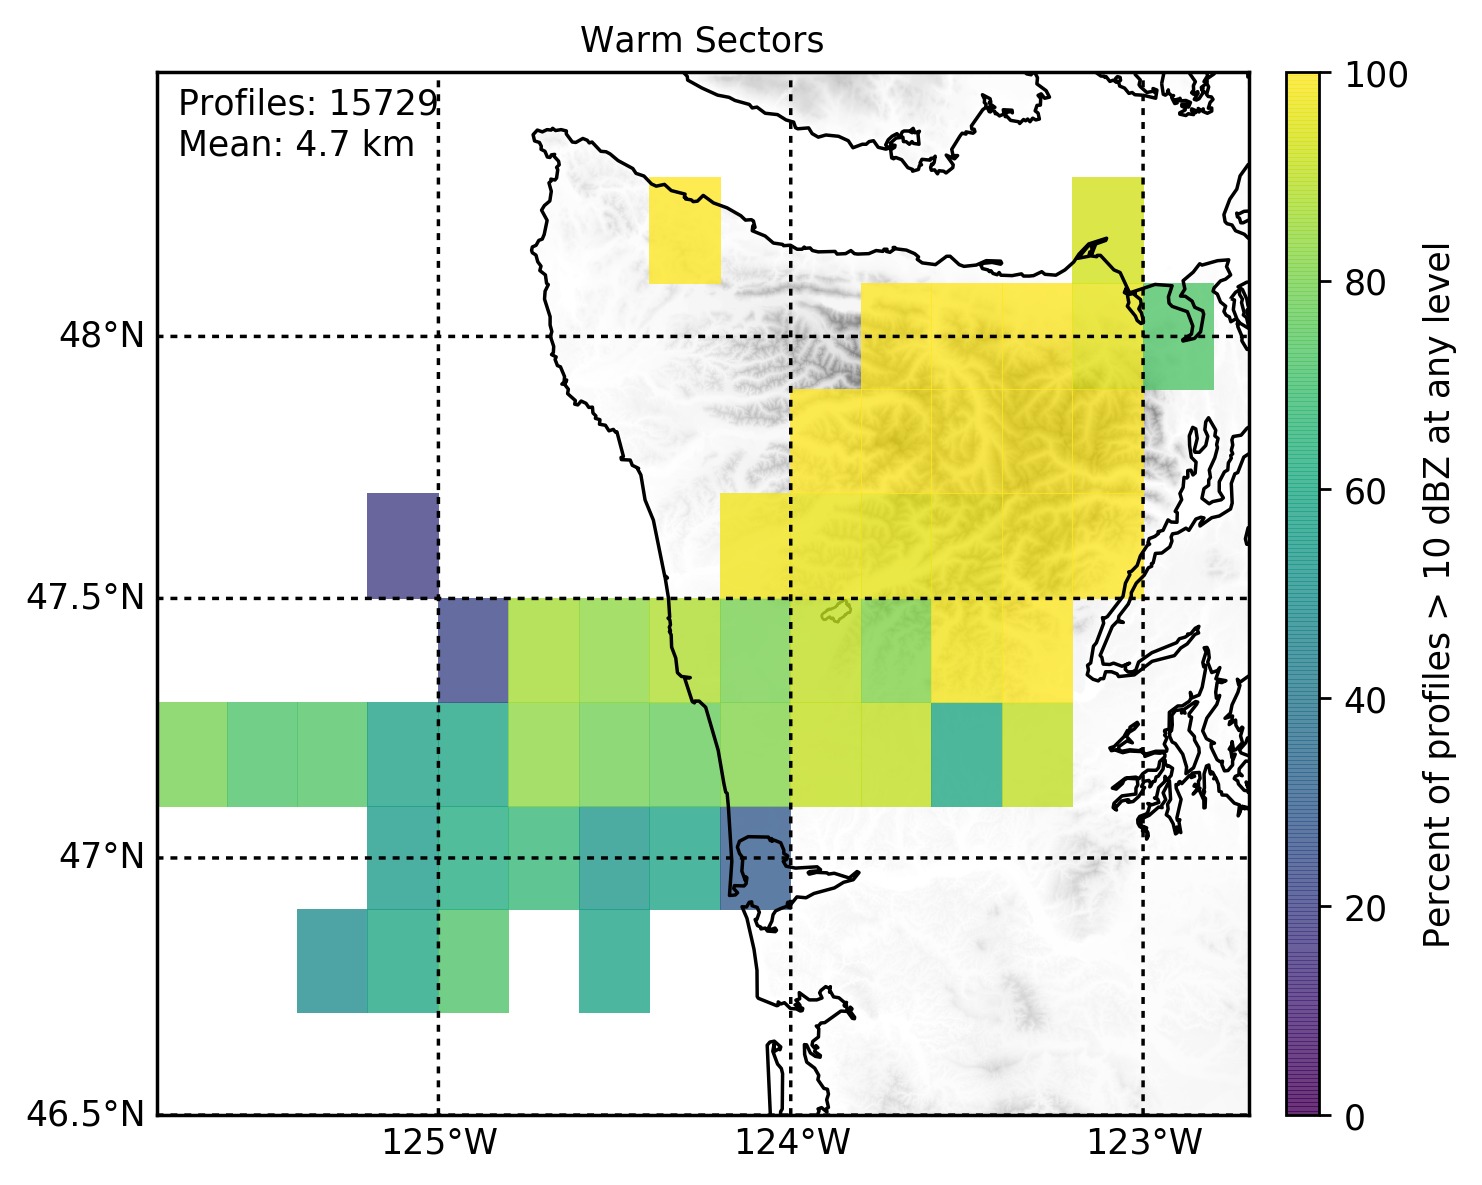 Warm Sectors
Profiles: 15729
Mean: 4.7 km
48°N
47.5°N
47°N
46.5°N
125°W
124°W
123°W
100
80
60
40
20
0
Percent of profiles > 10 dBZ at any level